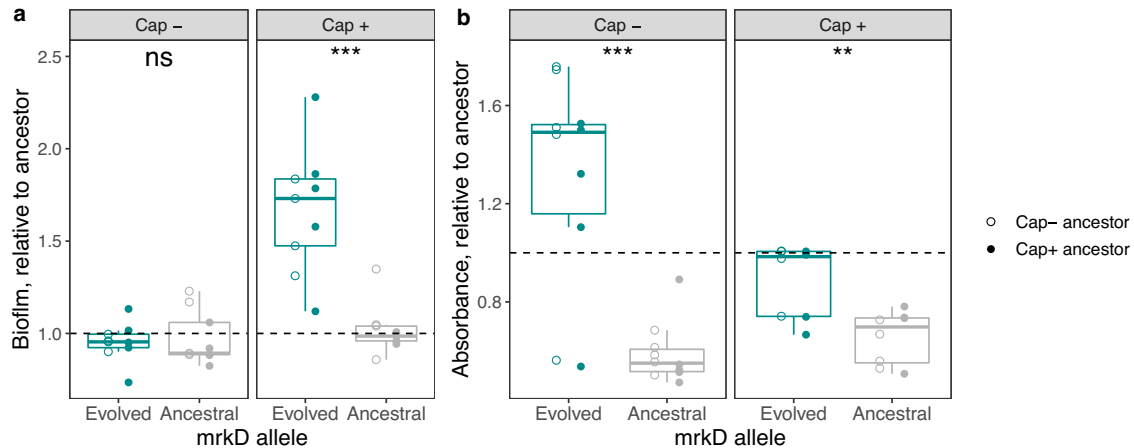 a
Cap −
Cap +
ns
***
2.5
2.0
1.5
1.0
Biofilm, relative to ancestor
Evolved Ancestral
Evolved Ancestral
mrkD allele
b
Cap −
Cap +
***
**
1.6
1.2
0.8
Absorbance, relative to ancestor
Evolved Ancestral
Evolved Ancestral
mrkD allele
Cap− ancestor
Cap+ ancestor